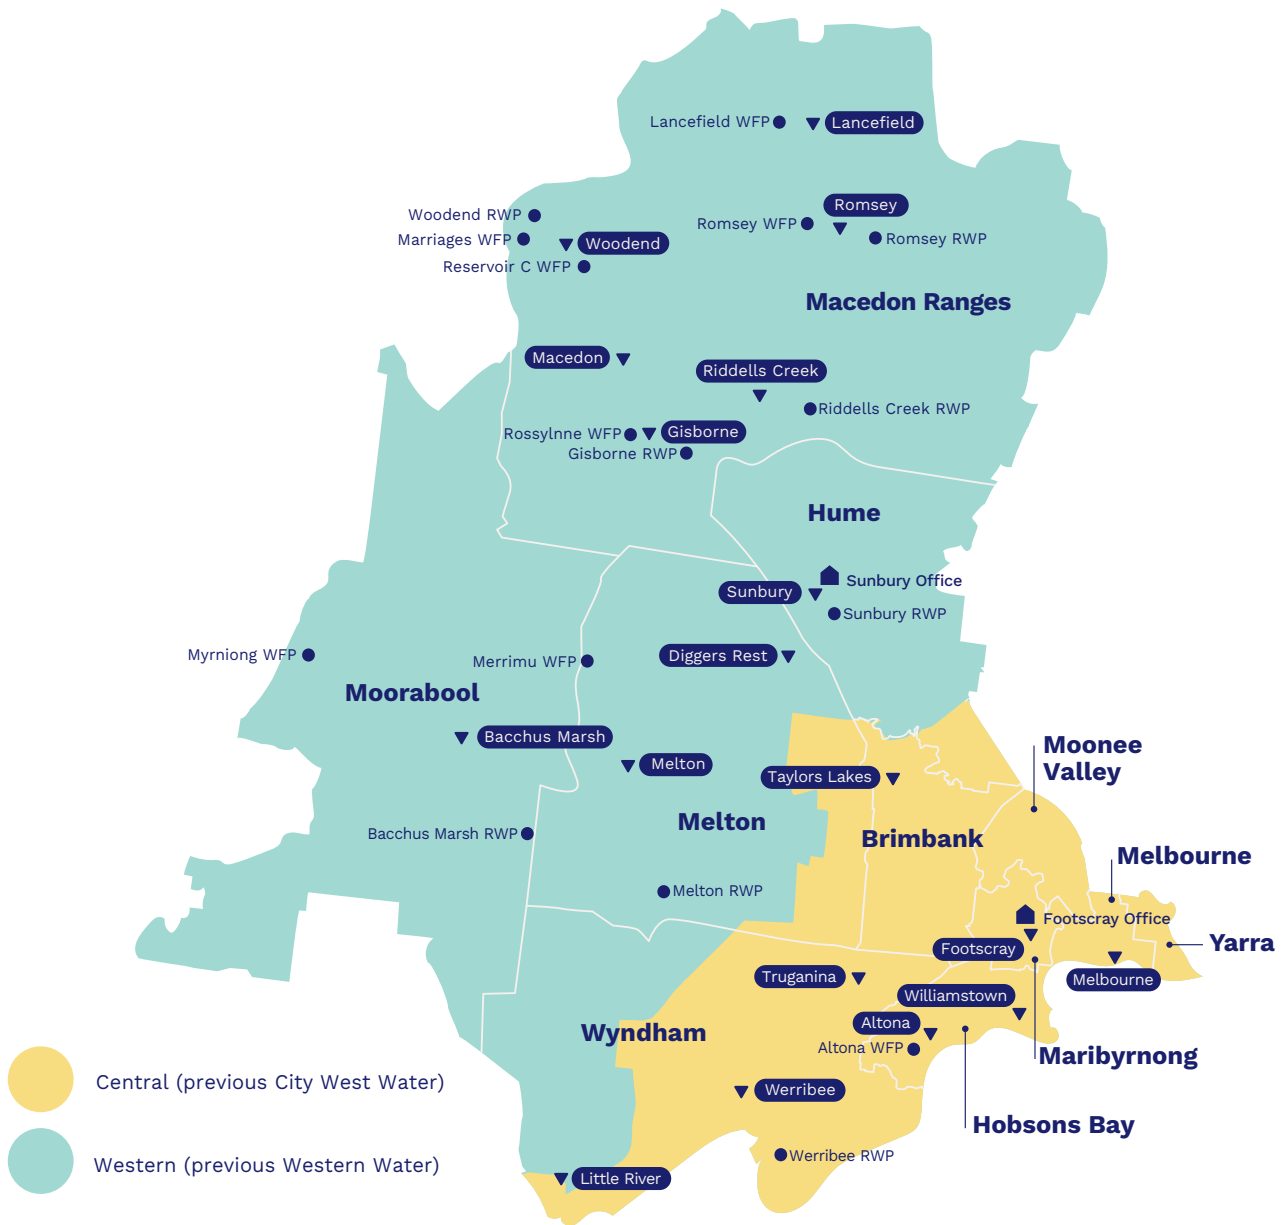 Lancefield WFP
Lancefield
Romsey
Woodend RWP
Romsey WFP
Romsey RWP
Marriages WFP
Woodend
Reservoir C WFP
Macedon Ranges
Macedon
Riddells Creek
Riddells Creek RWP
Rossylnne WFP
Gisborne
Gisborne RWP
Hume
Sunbury Office
Sunbury
Sunbury RWP
Myrniong WFP
Merrimu WFP
Diggers Rest
Moorabool
Bacchus Marsh
Moonee
Valley
Melton
Taylors Lakes
Melton
Brimbank
Bacchus Marsh RWP
Melbourne
Melton RWP
Footscray Office
Yarra
Footscray
Truganina
Melbourne
Williamstown
Altona
Wyndham
Altona WFP
Maribyrnong
Central (previous City West Water)
Werribee
Hobsons Bay
Werribee RWP
Western (previous Western Water)
Little River